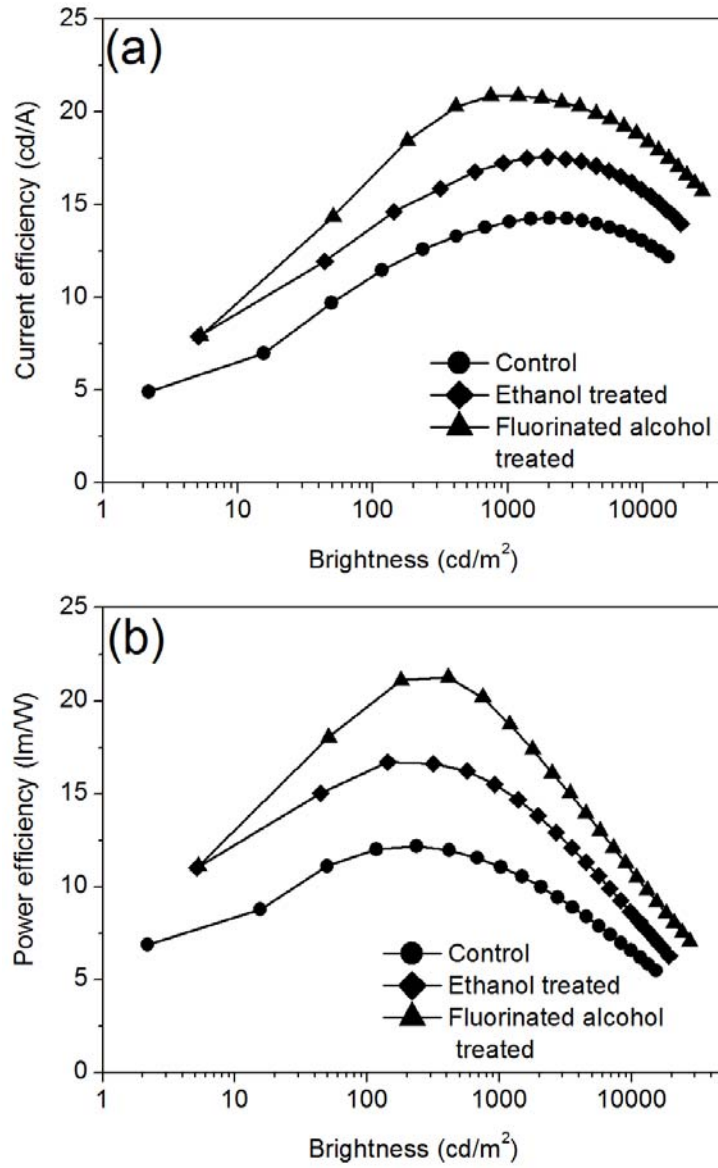 (a)
Current efficiency (cd/A)
25
20
15
10
5
0
Control
Ethanol treated
Fluorinated alcohol
treated
1 10 100 1000 10000
Brightness (cd/m²)
(b)
Power efficiency (lm/W)
25
20
15
10
5
0
Control
Ethanol treated
Fluorinated alcohol
treated
1 10 100 1000 10000
Brightness (cd/m²)